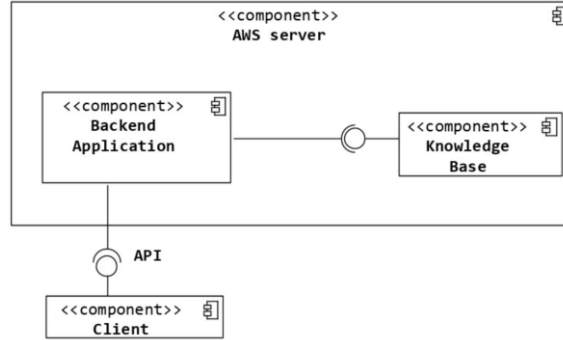 <<component>>
AWS server
<<component>>
Backend
Application
<<component>>
Knowledge
Base
API
<<component>>
Client